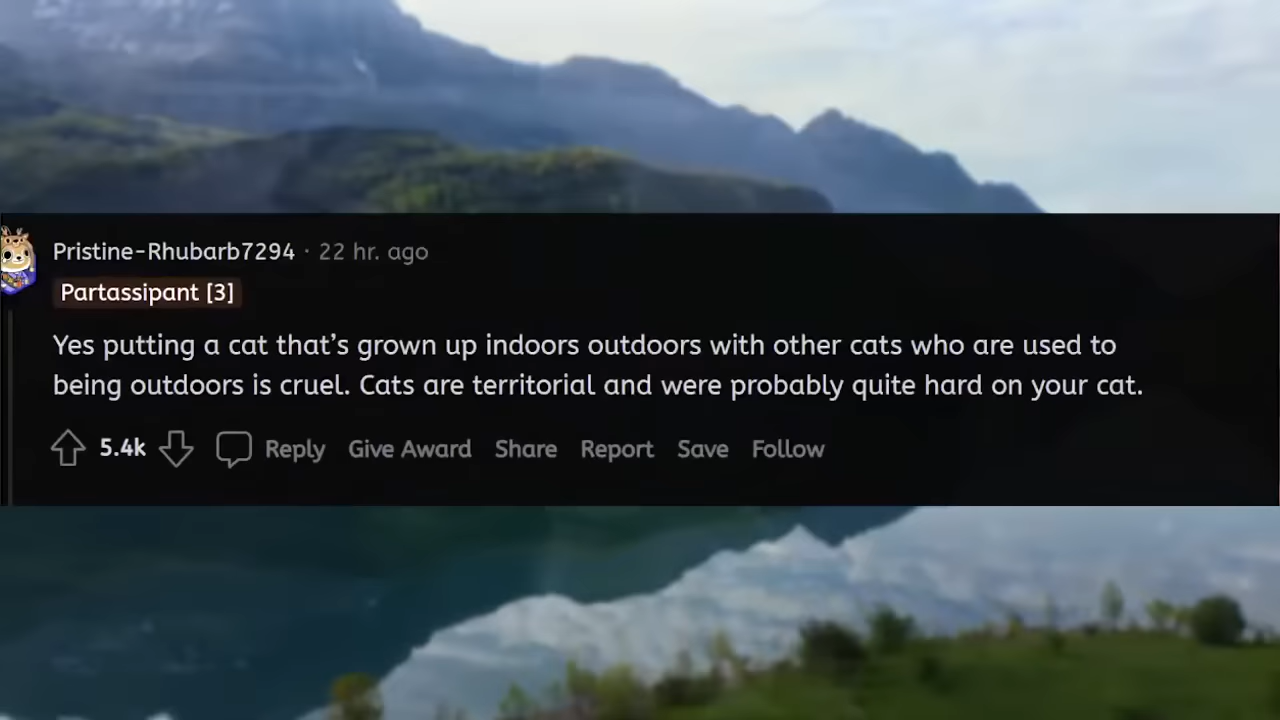 Pristine-Rhubarb7294 · 22 hr. ago
Partassipant [3]
Yes putting a cat that’s grown up indoors outdoors with other cats who are used to
being outdoors is cruel. Cats are territorial and were probably quite hard on your cat.
5.4k Reply Give Award Share Report Save Follow